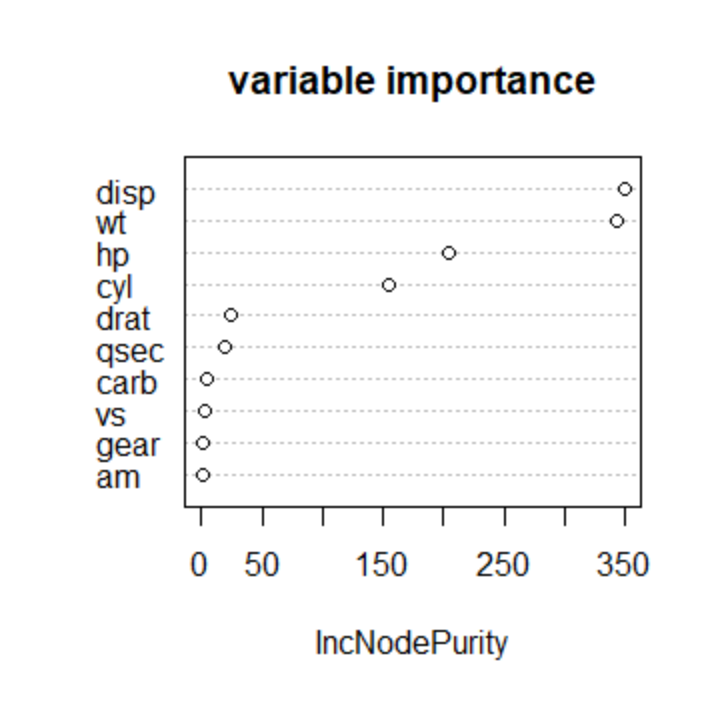 variable importance
disp
wt
hp
cyl
drat
qsec
carb
vs
gear
am
0 50 150 250 350
IncNodePurity